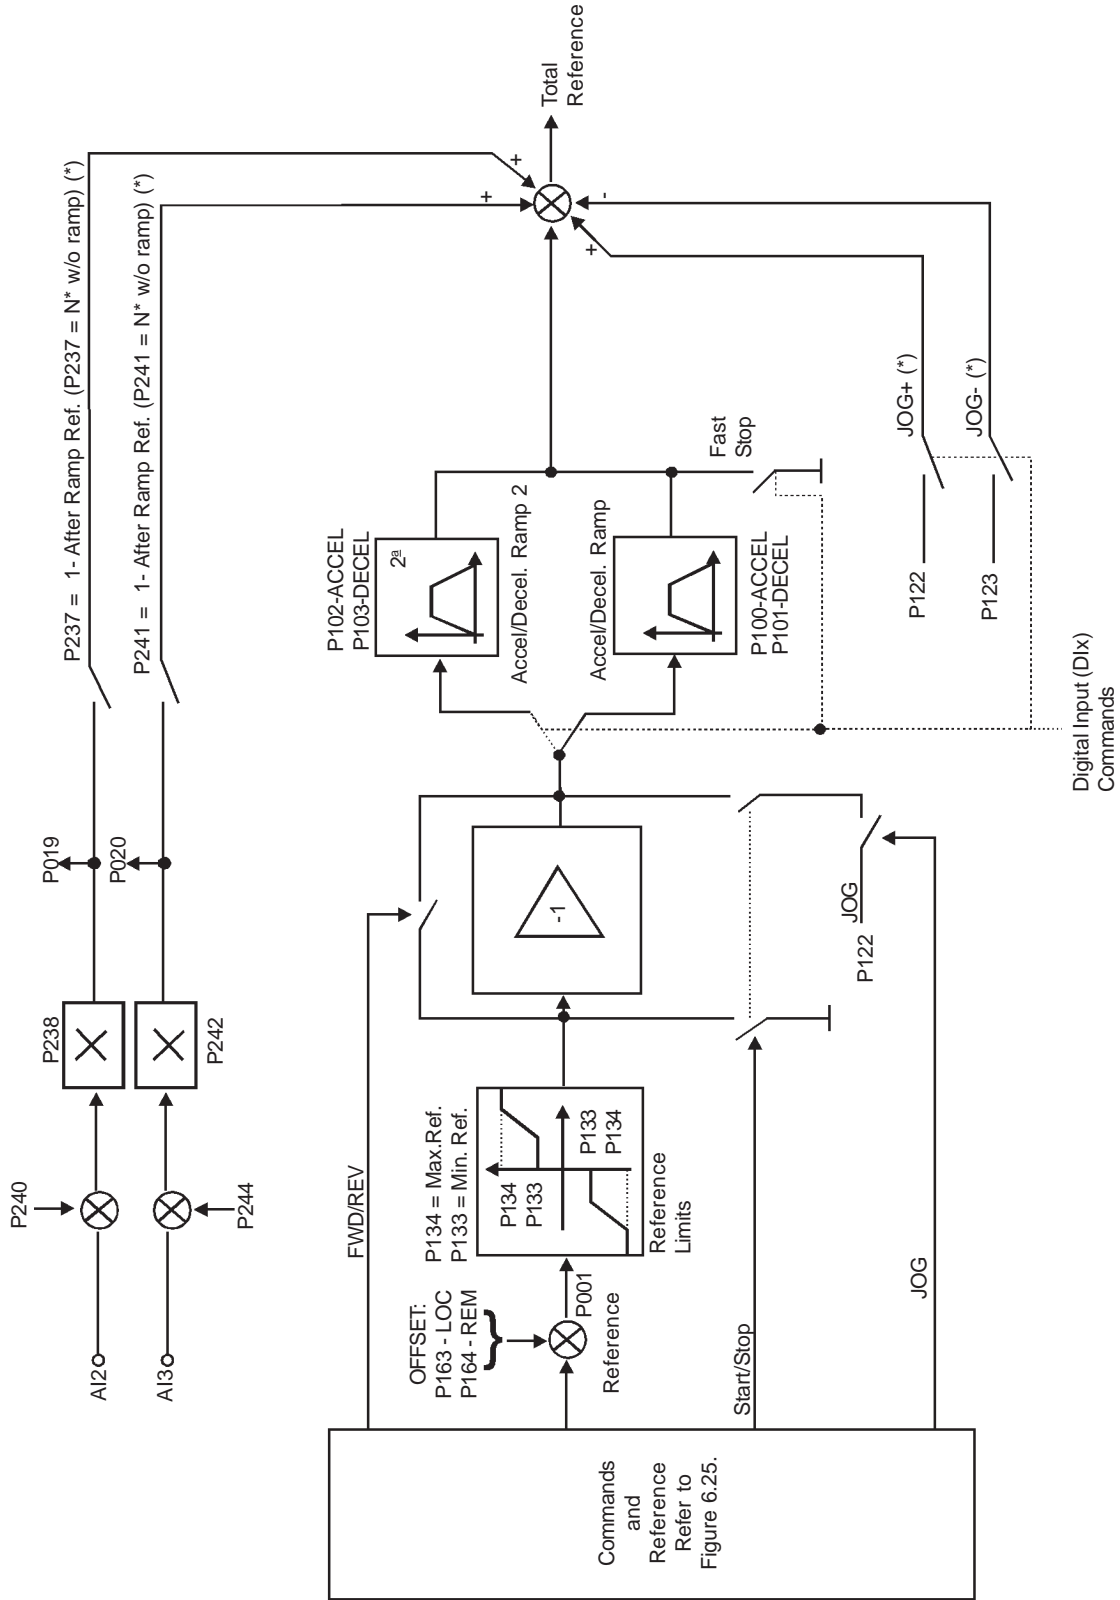 AI2
P240
P238
P019
P237 = 1- After Ramp Ref. (P237 = N* w/o ramp) (*)
AI3
P244
P242
P020
P241 = 1- After Ramp Ref. (P241 = N* w/o ramp) (*)
+
+
+
-
Total
Reference
FWD/REV
OFFSET:
P163 - LOC
P164 - REM
}
P001
Reference
P134 = Max.Ref.
P133 = Min. Ref.
P134
P133
P133
P134
Reference
Limits
-1
P102-ACCEL
P103-DECEL
2ª
Accel/Decel. Ramp 2
Accel/Decel. Ramp
P100-ACCEL
P101-DECEL
Fast
Stop
Commands
and
Reference
Refer to
Figure 6.25.
Start/Stop
JOG
JOG
P122
P122
JOG+ (*)
P123
JOG- (*)
Digital Input (DIx)
Commands